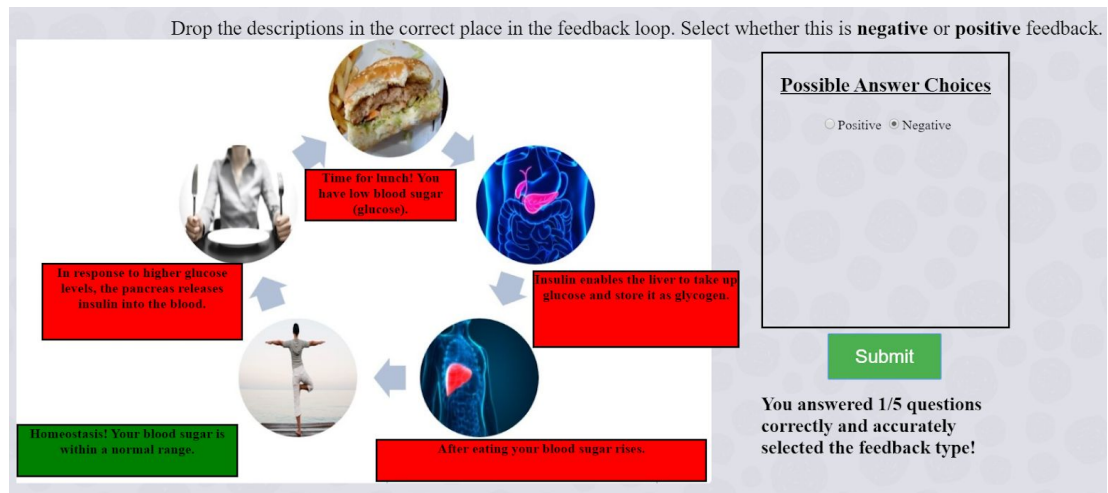 Drop the descriptions in the correct place in the feedback loop. Select whether this is negative or positive feedback.
Possible Answer Choices
Positive Negative
Time for lunch! You
have low blood sugar
(glucose).
In response to higher glucose
levels, the pancreas releases
insulin into the blood.
Insulin enables the liver to take up
glucose and store it as glycogen.
Homeostasis! Your blood sugar is
within a normal range.
After eating your blood sugar rises.
Submit
You answered 1/5 questions
correctly and accurately
selected the feedback type!